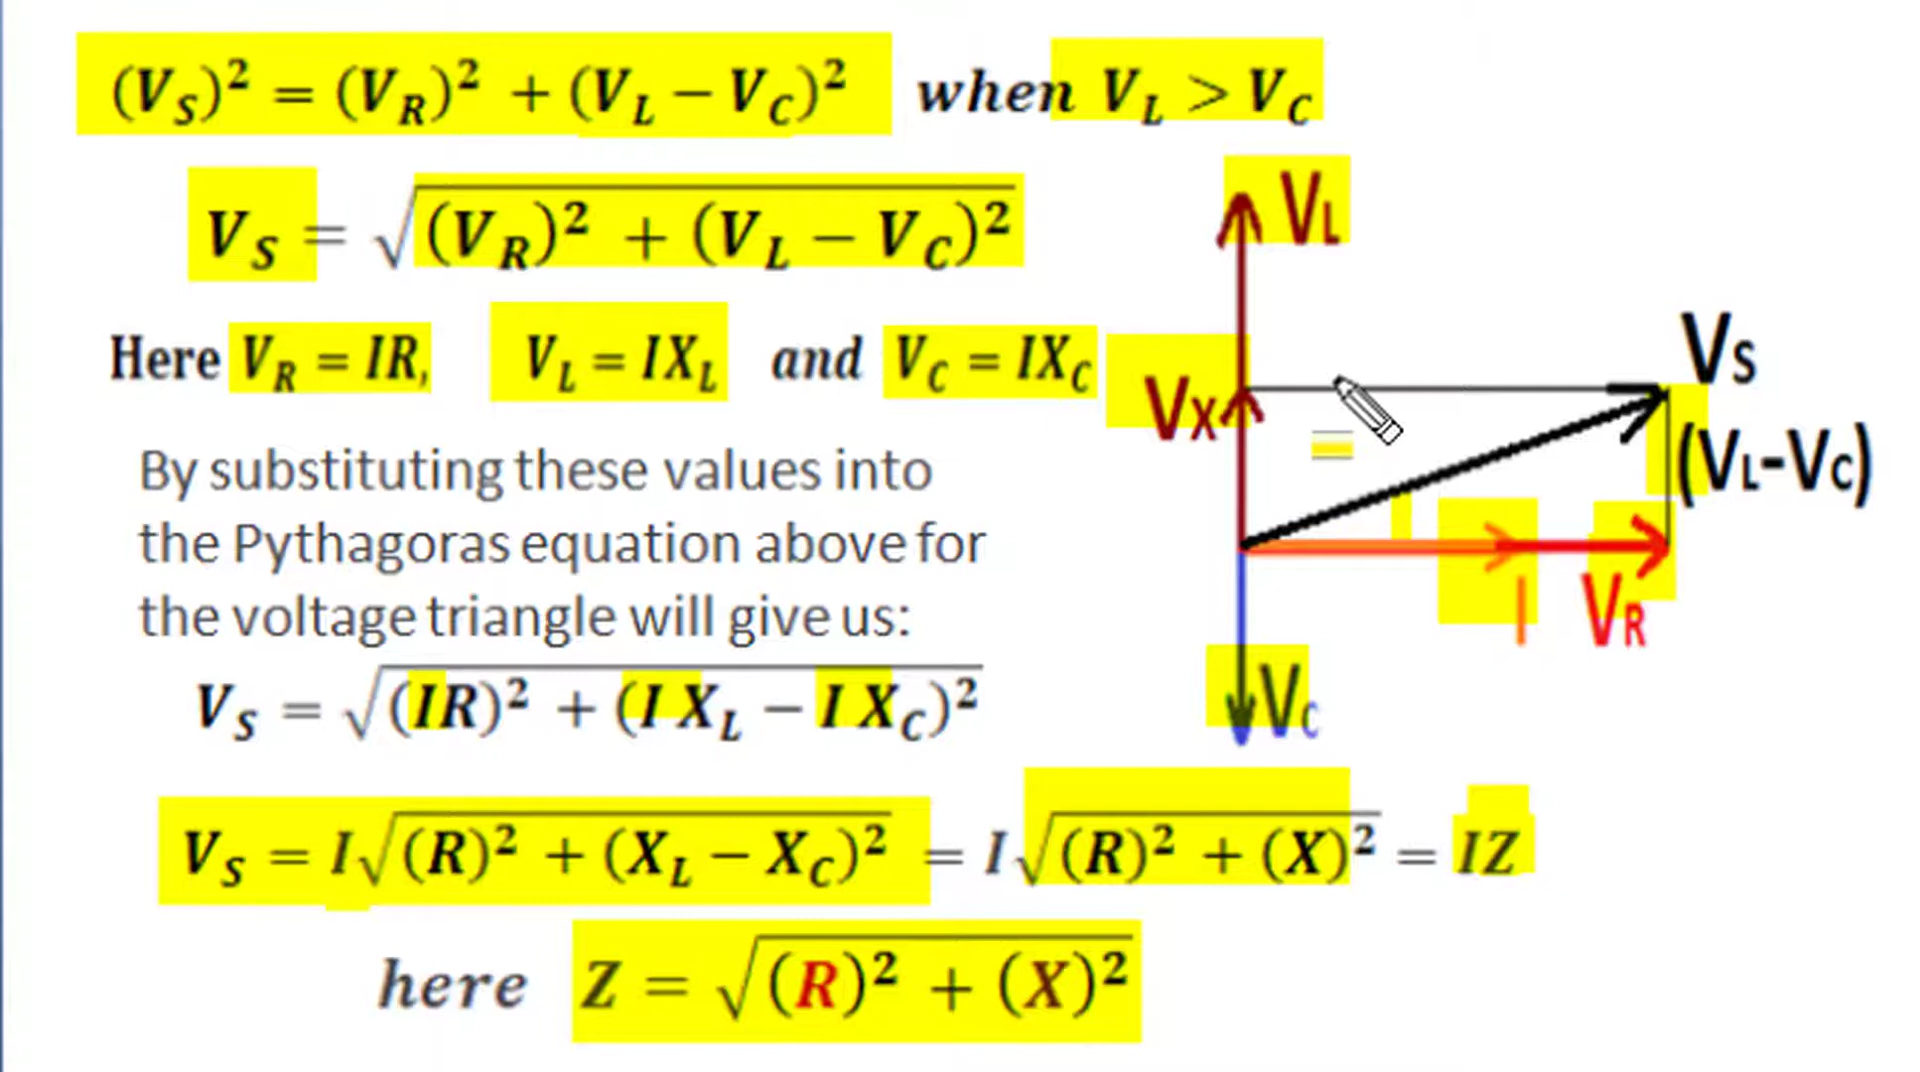 (V_S)² = (V_R)² + (V_L − V_C)² when V_L > V_C
V_S = √((V_R)² + (V_L − V_C)²)
Here V_R = IR, V_L = IX_L and V_C = IX_C
By substituting these values into
the Pythagoras equation above for
the voltage triangle will give us:
V_S = √((IR)² + (I X_L − I X_C)²)
V_S = I√((R)² + (X_L − X_C)²) = I√((R)² + (X)²) = IZ
here Z = √((R)² + (X)²)
VL
VS
VX
=
(VL-VC)
I
VR
VC